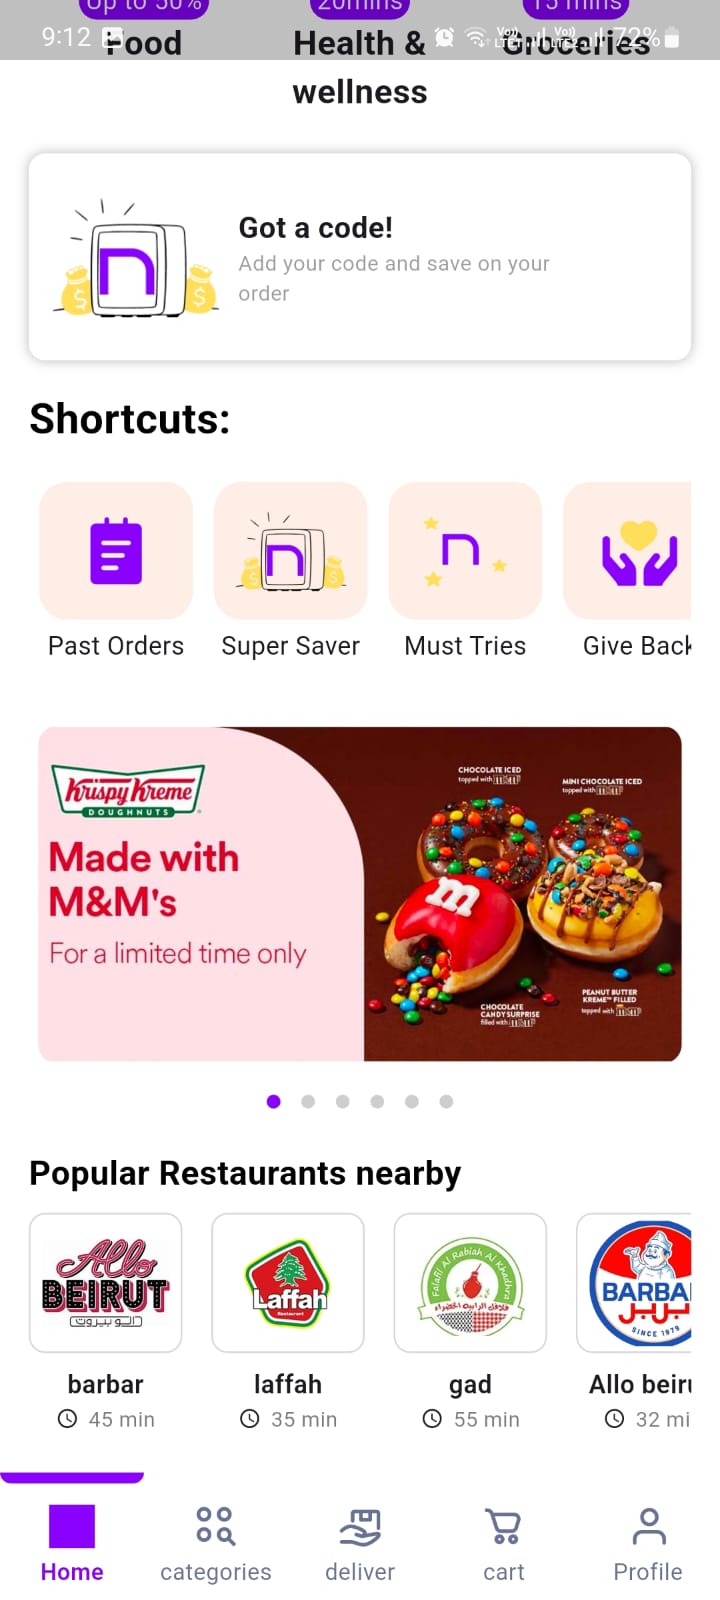 Up to 50%
20mins
15 mins
9:12
72%
Food
Health &
wellness
Groceries
Got a code!
Add your code and save on your
order
Shortcuts:
Past Orders
Super Saver
Must Tries
Give Back
Krispy Kreme
DOUGHNUTS
Made with
M&M's
For a limited time only
CHOCOLATE ICED
topped with m&m's
MINI CHOCOLATE ICED
topped with m&m's
m
CHOCOLATE
CANDY SURPRISE
filled with m&m's
PEANUT BUTTER
KREME™ FILLED
topped with m&m's
Popular Restaurants nearby
Allo
BEIRUT
اللو بيروت
Laffah
Restaurant
Falafil Al Rabiah Al Khadhra
فلافل الرابية الخضراء
BARBA
بربر
SINCE 1979
barbar
laffah
gad
Allo beiru
45 min
35 min
55 min
32 mi
Home
categories
deliver
cart
Profile